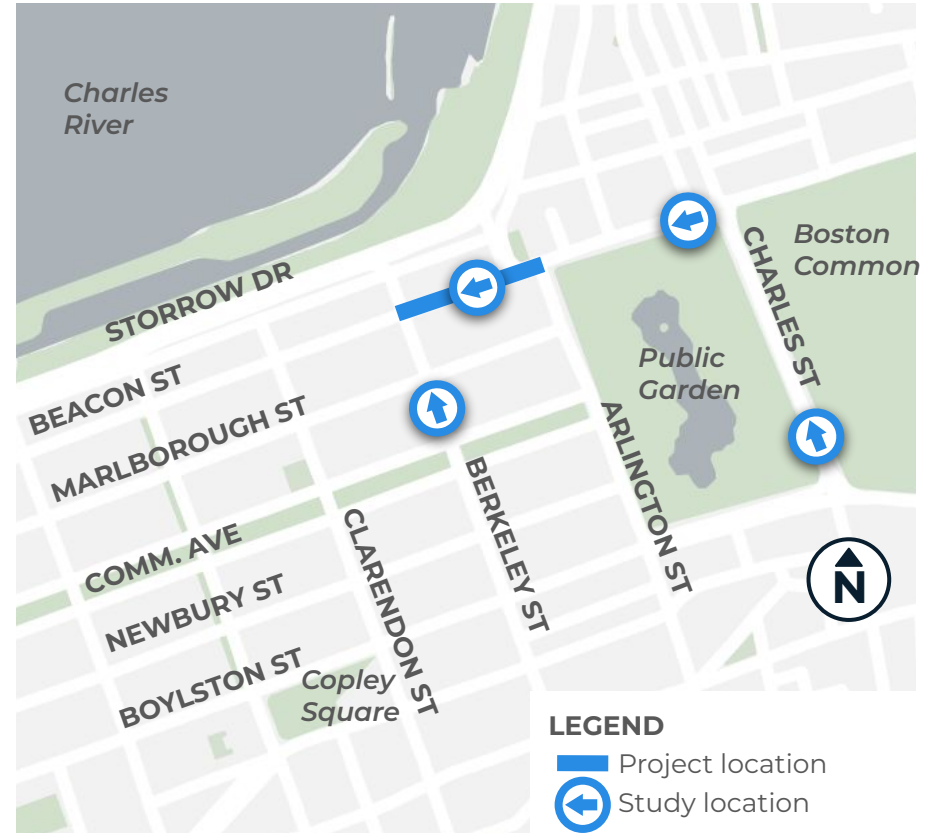 Charles
River
Boston
Common
CHARLES ST
STORROW DR
Public
Garden
BEACON ST
MARLBOROUGH ST
ARLINGTON ST
BERKELEY ST
COMM. AVE
CLARENDON ST
NEWBURY ST
N
BOYLSTON ST
Copley
Square
LEGEND
Project location
Study location